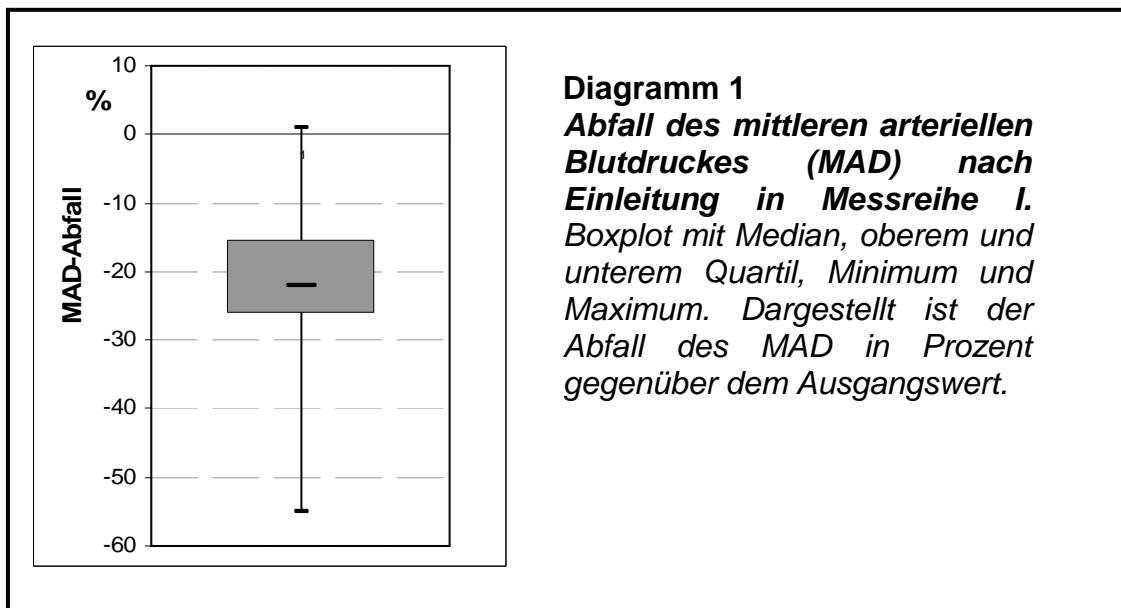 10
%
0
1
-10
-20
-30
-40
-50
-60
MAD-Abfall
Diagramm 1
Abfall des mittleren arteriellen
Blutdruckes (MAD) nach
Einleitung in Messreihe I.
Boxplot mit Median, oberem und
unterem Quartil, Minimum und
Maximum. Dargestellt ist der
Abfall des MAD in Prozent
gegenüber dem Ausgangswert.